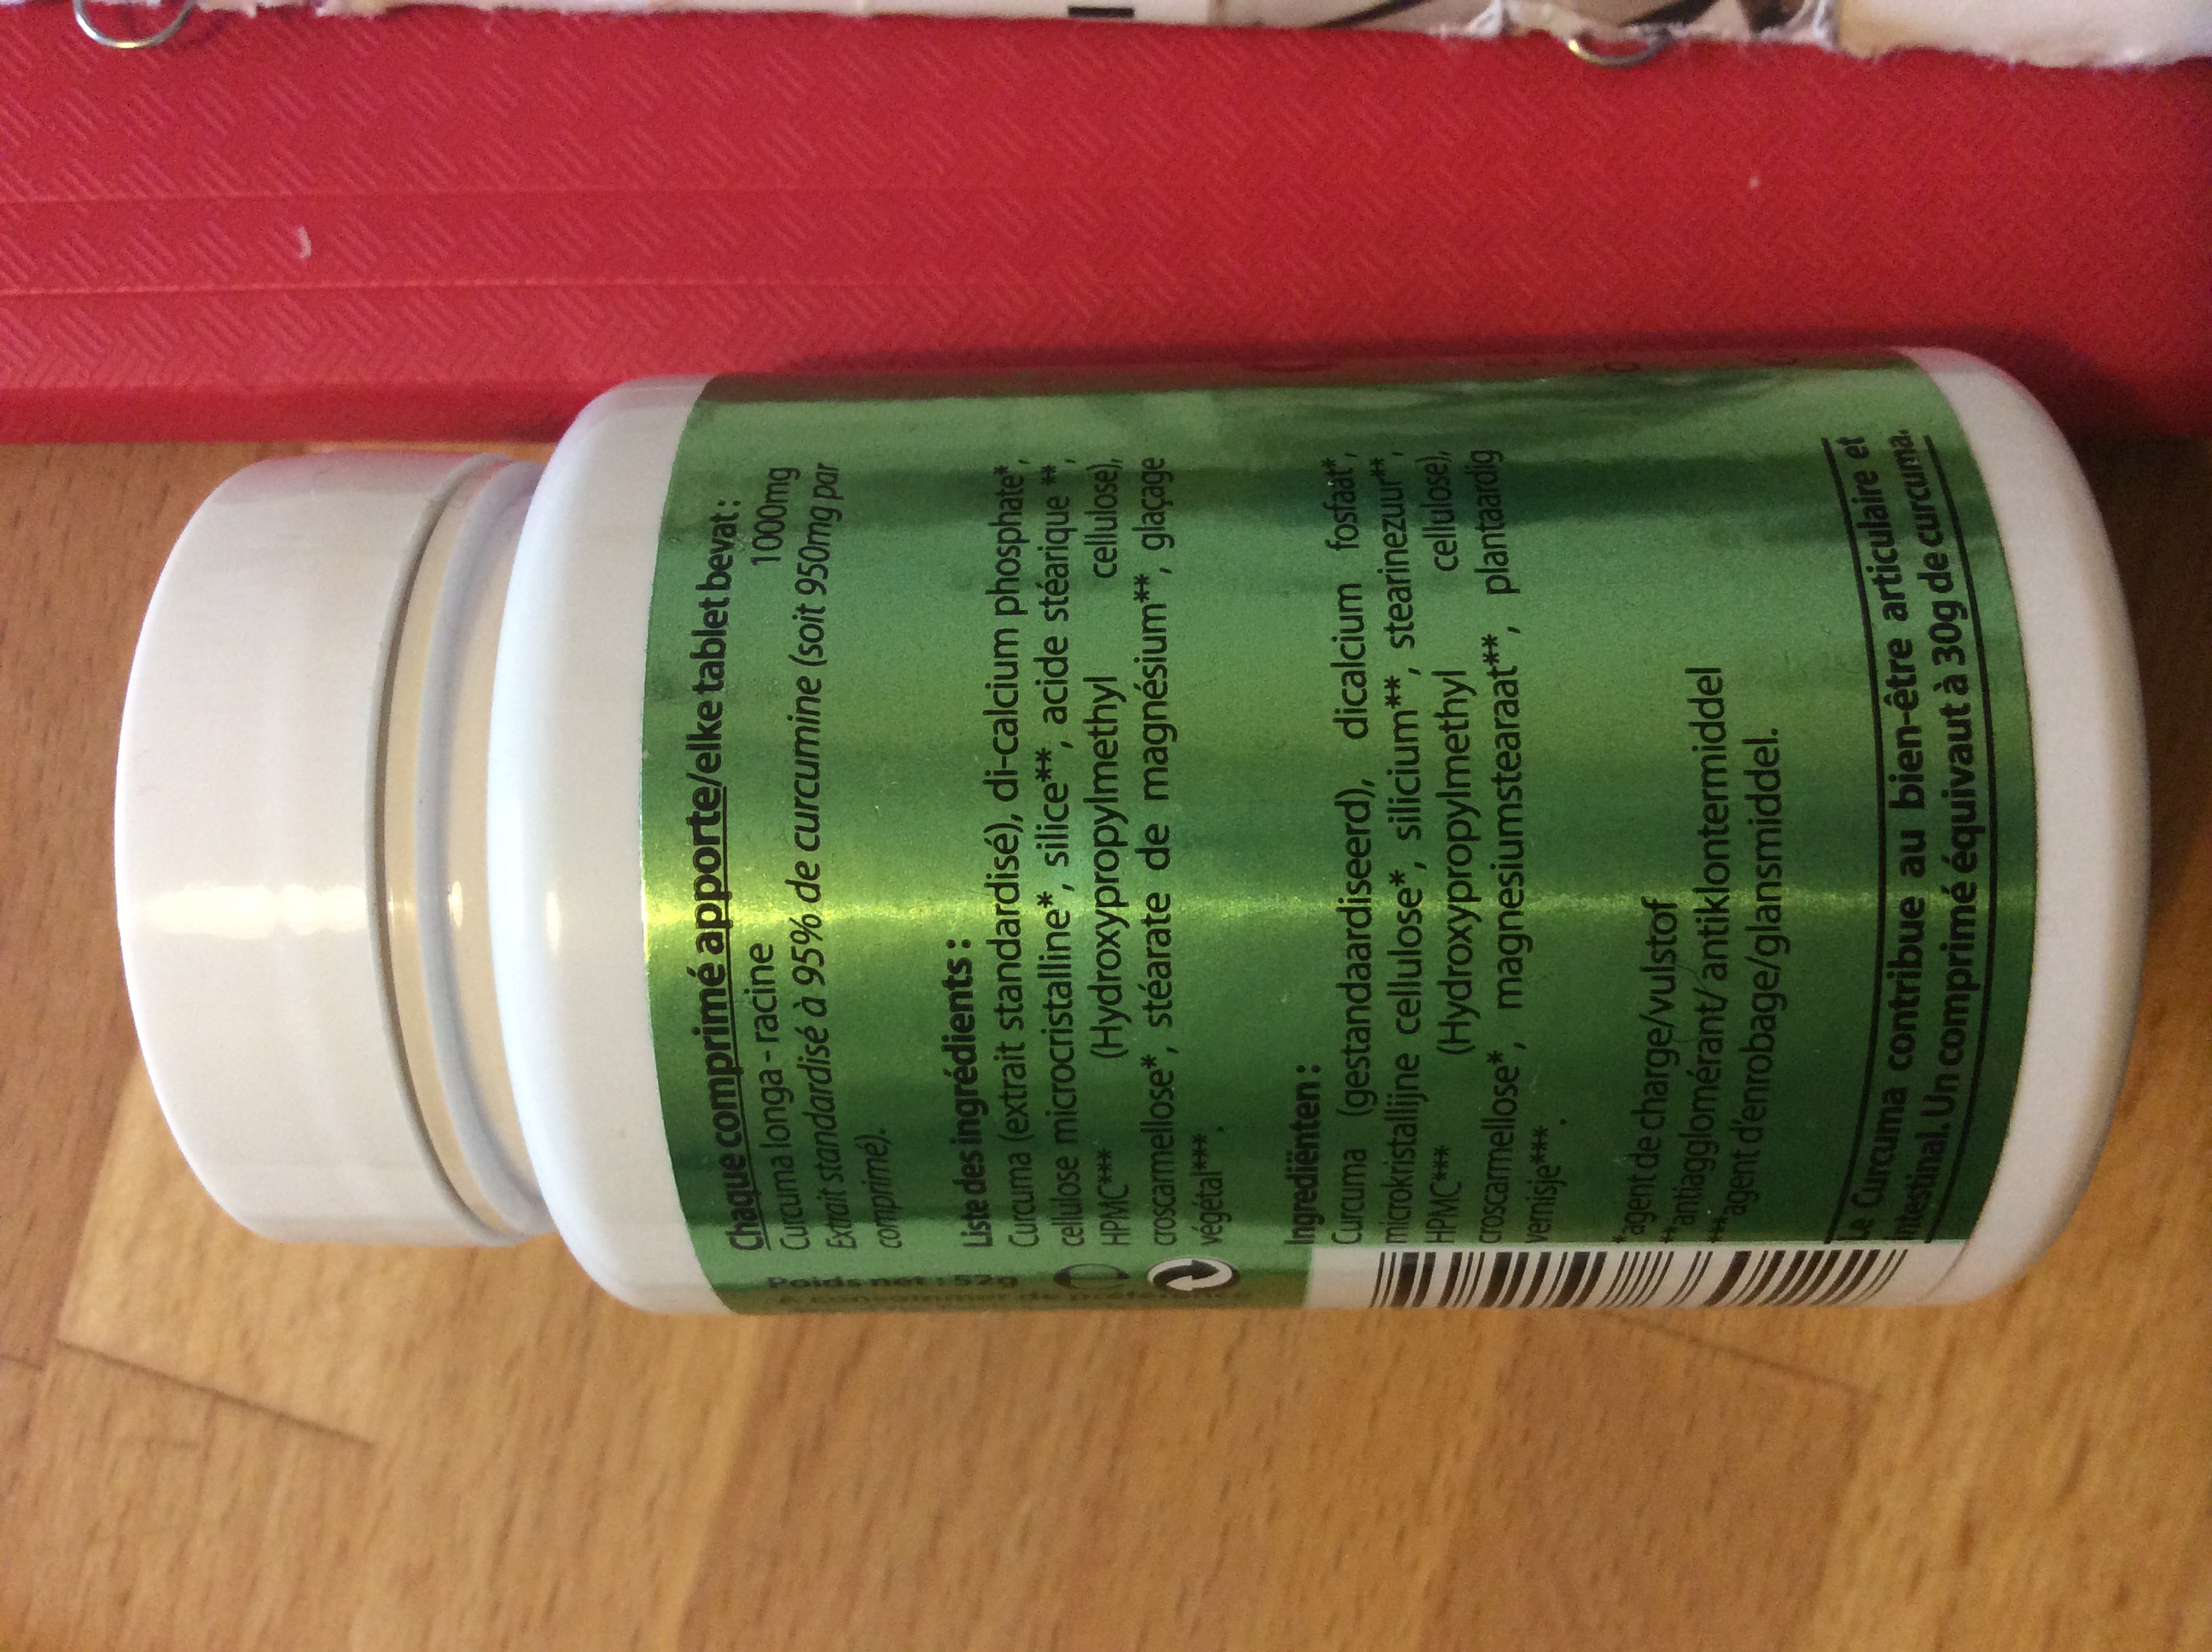 Chaque comprimé apporte/elke tablet bevat :
Curcuma longa - racine 1000mg
Extrait standardisé à 95% de curcumine (soit 950mg par
comprimé).
Liste des ingrédients :
Curcuma (extrait standardisé), di-calcium phosphate*,
cellulose microcristalline*, silice**, acide stéarique **,
HPMC*** (Hydroxypropylmethyl cellulose),
croscarmellose*, stéarate de magnésium**, glaçage
végétal***.
Ingrediënten :
Curcuma (gestandaardiseerd), dicalcium fosfaat*,
microkristallijne cellulose*, silicium**, stearinezuur**,
HPMC*** (Hydroxypropylmethyl cellulose),
croscarmellose*, magnesiumstearaat**, plantaardig
vernisje***.
*agent de charge/vulstof
**antiagglomérant/antiklontermiddel
***agent d'enrobage/glansmiddel.
Le Curcuma contribue au bien-être articulaire et
intestinal. Un comprimé équivaut à 30g de curcuma.
Poids net : 52g
A consommer de préférence